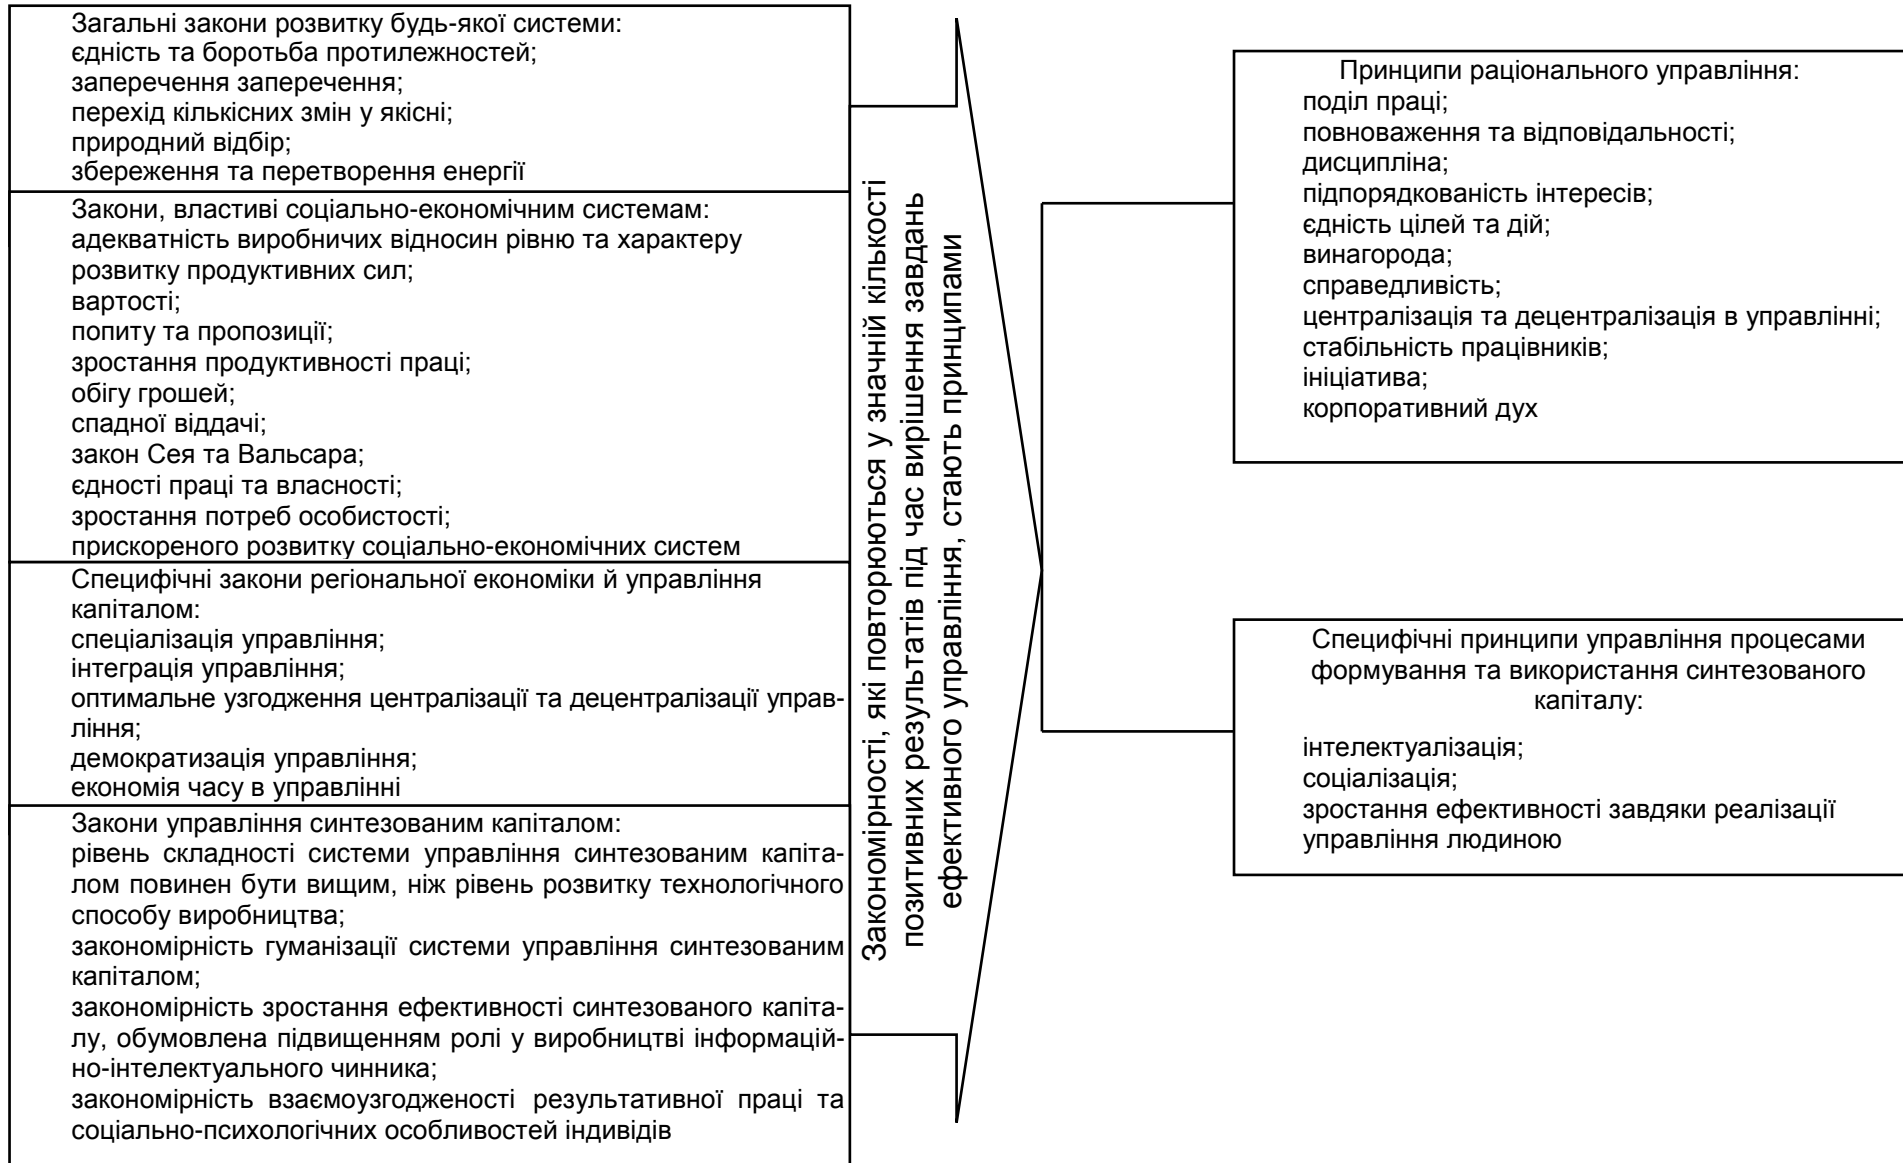 Загальні закони розвитку будь-якої системи:
єдність та боротьба протилежностей;
заперечення заперечення;
перехід кількісних змін у якісні;
природний відбір;
збереження та перетворення енергії
Закони, властиві соціально-економічним системам:
адекватність виробничих відносин рівню та характеру
розвитку продуктивних сил;
вартості;
попиту та пропозиції;
зростання продуктивності праці;
обігу грошей;
спадної віддачі;
закон Сея та Вальсара;
єдності праці та власності;
зростання потреб особистості;
прискореного розвитку соціально-економічних систем
Специфічні закони регіональної економіки й управління
капіталом:
спеціалізація управління;
інтеграція управління;
оптимальне узгодження централізації та децентралізації управ-
ління;
демократизація управління;
економія часу в управлінні
Закони управління синтезованим капіталом:
рівень складності системи управління синтезованим капіта-
лом повинен бути вищим, ніж рівень розвитку технологічного
способу виробництва;
закономірність гуманізації системи управління синтезованим
капіталом;
закономірність зростання ефективності синтезованого капіта-
лу, обумовлена підвищенням ролі у виробництві інформацій-
но-інтелектуального чинника;
закономірність взаємоузгодженості результативної праці та
соціально-психологічних особливостей індивідів
Закономірності, які повторюються у значній кількості
позитивних результатів під час вирішення завдань
ефективного управління, стають принципами
Принципи раціонального управління:
поділ праці;
повноваження та відповідальності;
дисципліна;
підпорядкованість інтересів;
єдність цілей та дій;
винагорода;
справедливість;
централізація та децентралізація в управлінні;
стабільність працівників;
ініціатива;
корпоративний дух
Специфічні принципи управління процесами
формування та використання синтезованого
капіталу:
інтелектуалізація;
соціалізація;
зростання ефективності завдяки реалізації
управління людиною